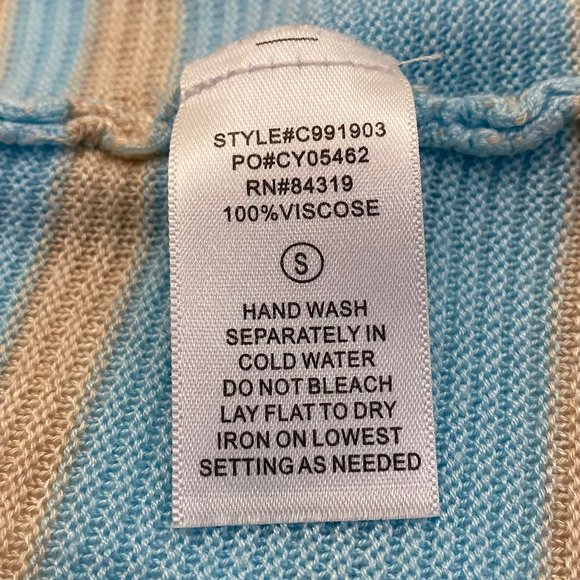 STYLE#C991903
PO#CY05462
RN#84319
100%VISCOSE
S
HAND WASH
SEPARATELY IN
COLD WATER
DO NOT BLEACH
LAY FLAT TO DRY
IRON ON LOWEST
SETTING AS NEEDED